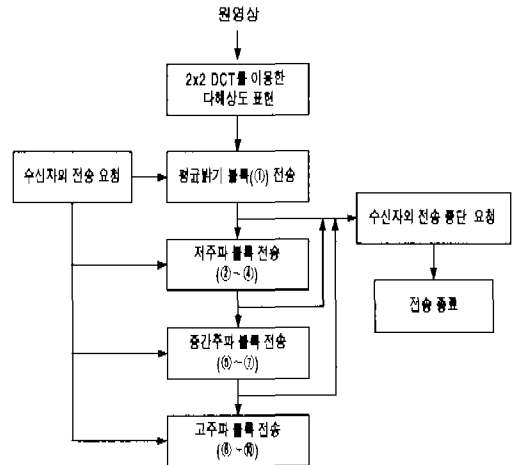 원영상
2x2 DCT를 이용한
다해상도 표현
수신자의 전송 요청
평균밝기 블록(①) 전송
수신자의 전송 중단 요청
저주파 블록 전송
(②~④)
전송 종료
중간주파 블록 전송
(⑤~⑦)
고주파 블록 전송
(⑧~⑩)